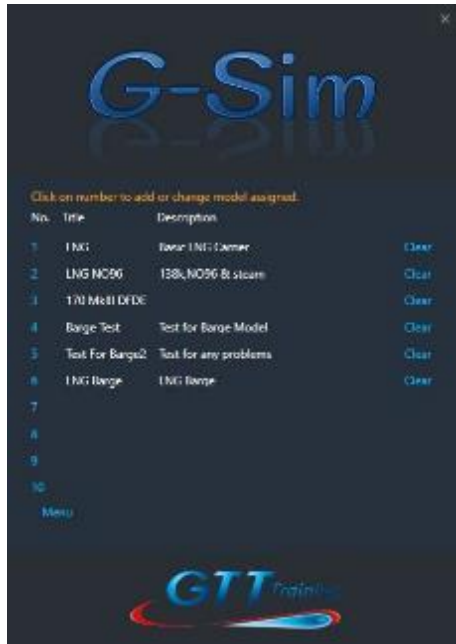 ×
G-Sim
Click on number to add or change model assigned.
No. Title Description
1 LNG Basic LNG Carrier Clear
2 LNG NO96 138k,NO96 & steam Clear
3 170 MkIII DFDE Clear
4 Barge Test Test for Barge Model Clear
5 Test For Barge2 Test for any problems Clear
6 LNG Barge LNG Barge Clear
7
8
9
10
Menu
GTT Training